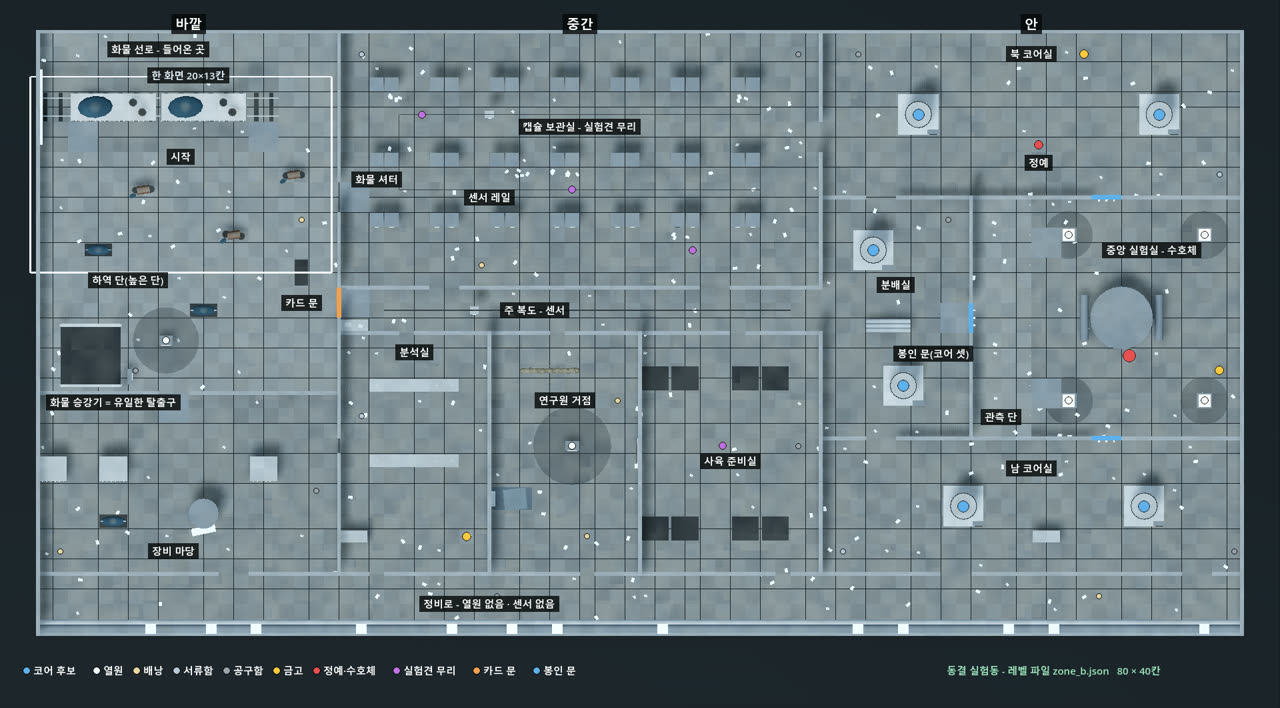 바깥
중간
안
화물 선로 - 들어온 곳
북 코어실
한 화면 20×13칸
캡슐 보관실 - 실험견 무리
시작
정예
화물 셔터
센서 레일
중앙 실험실 - 수호체
하역 단(높은 단)
분배실
카드 문
주 복도 - 센서
분석실
봉인 문(코어 셋)
화물 승강기 = 유일한 탈출구
연구원 거점
관측 단
사육 준비실
남 코어실
장비 마당
정비로 - 열원 없음 · 센서 없음
코어 후보 열원 배낭 서류함 공구함 금고 정예·수호체 실험견 무리 카드 문 봉인 문
동결 실험동 - 레벨 파일 zone_b.json 80 × 40칸